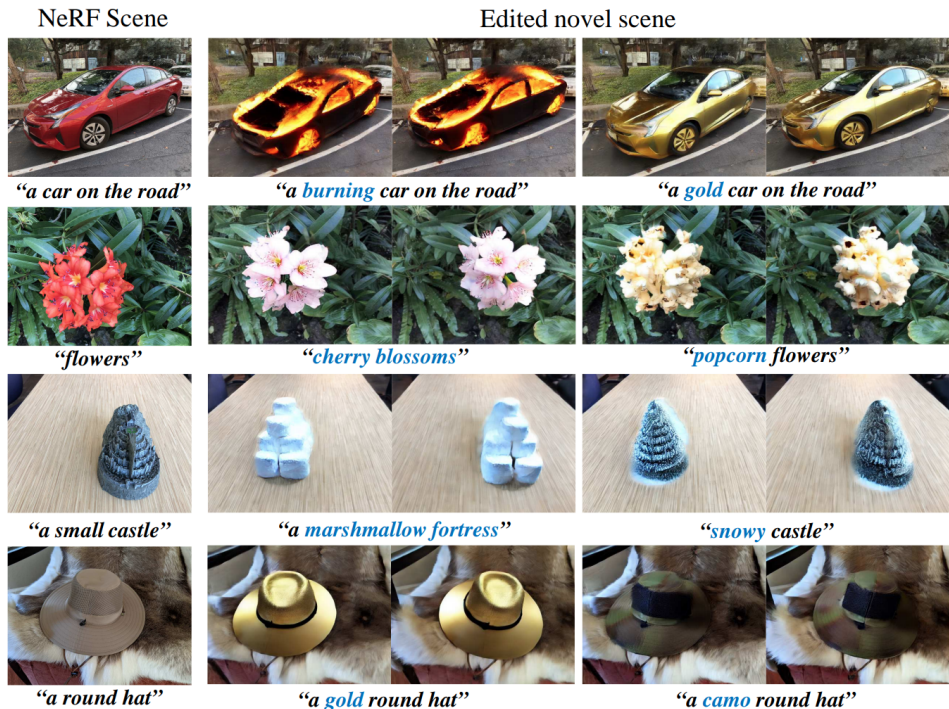 NeRF Scene
Edited novel scene
“a car on the road”
“a burning car on the road”
“a gold car on the road”
“flowers”
“cherry blossoms”
“popcorn flowers”
“a small castle”
“a marshmallow fortress”
“snowy castle”
“a round hat”
“a gold round hat”
“a camo round hat”